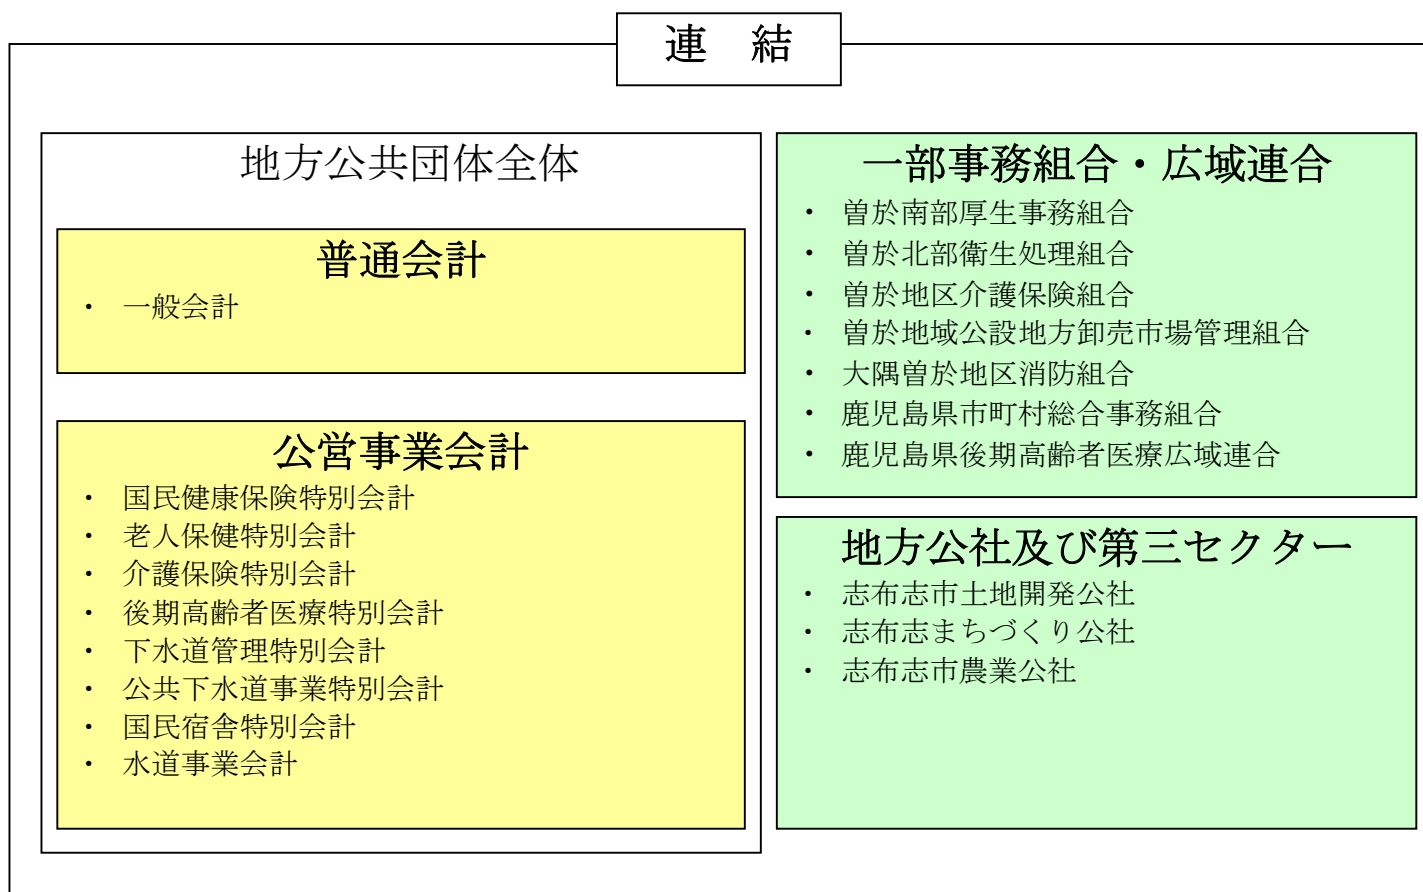 連　結
地方公共団体全体
普通会計
・ 一般会計
公営事業会計
・ 国民健康保険特別会計
・ 老人保健特別会計
・ 介護保険特別会計
・ 後期高齢者医療特別会計
・ 下水道管理特別会計
・ 公共下水道事業特別会計
・ 国民宿舎特別会計
・ 水道事業会計
一部事務組合・広域連合
・ 曽於南部厚生事務組合
・ 曽於北部衛生処理組合
・ 曽於地区介護保険組合
・ 曽於地域公設地方卸売市場管理組合
・ 大隅曽於地区消防組合
・ 鹿児島県市町村総合事務組合
・ 鹿児島県後期高齢者医療広域連合
地方公社及び第三セクター
・ 志布志市土地開発公社
・ 志布志まちづくり公社
・ 志布志市農業公社